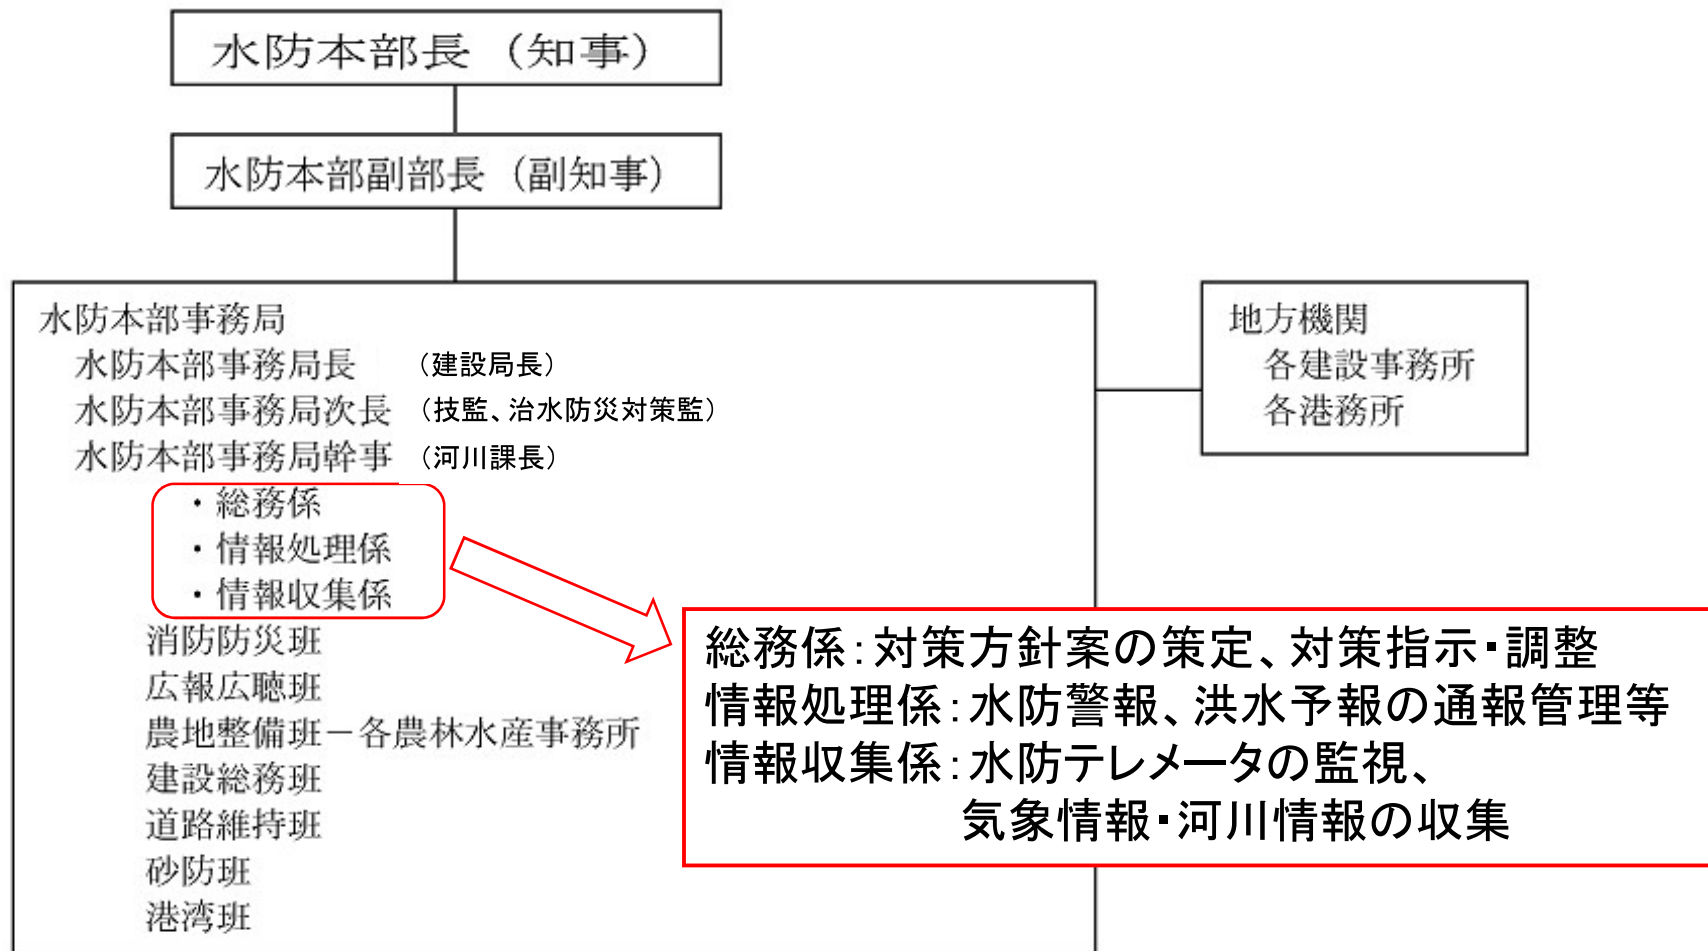 水防本部長（知事）
水防本部副部長（副知事）
水防本部事務局
水防本部事務局長　（建設局長）
水防本部事務局次長　（技監、治水防災対策監）
水防本部事務局幹事　（河川課長）
・総務係
・情報処理係
・情報収集係
消防防災班
広報広聴班
農地整備班－各農林水産事務所
建設総務班
道路維持班
砂防班
港湾班
地方機関
各建設事務所
各港務所
総務係：対策方針案の策定、対策指示・調整
情報処理係：水防警報、洪水予報の通報管理等
情報収集係：水防テレメータの監視、
気象情報・河川情報の収集